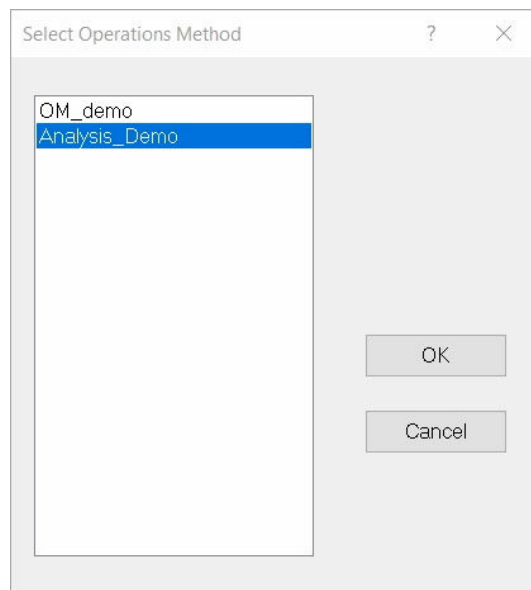 Select Operations Method ?
OM_demo
Analysis_Demo
OK
Cancel